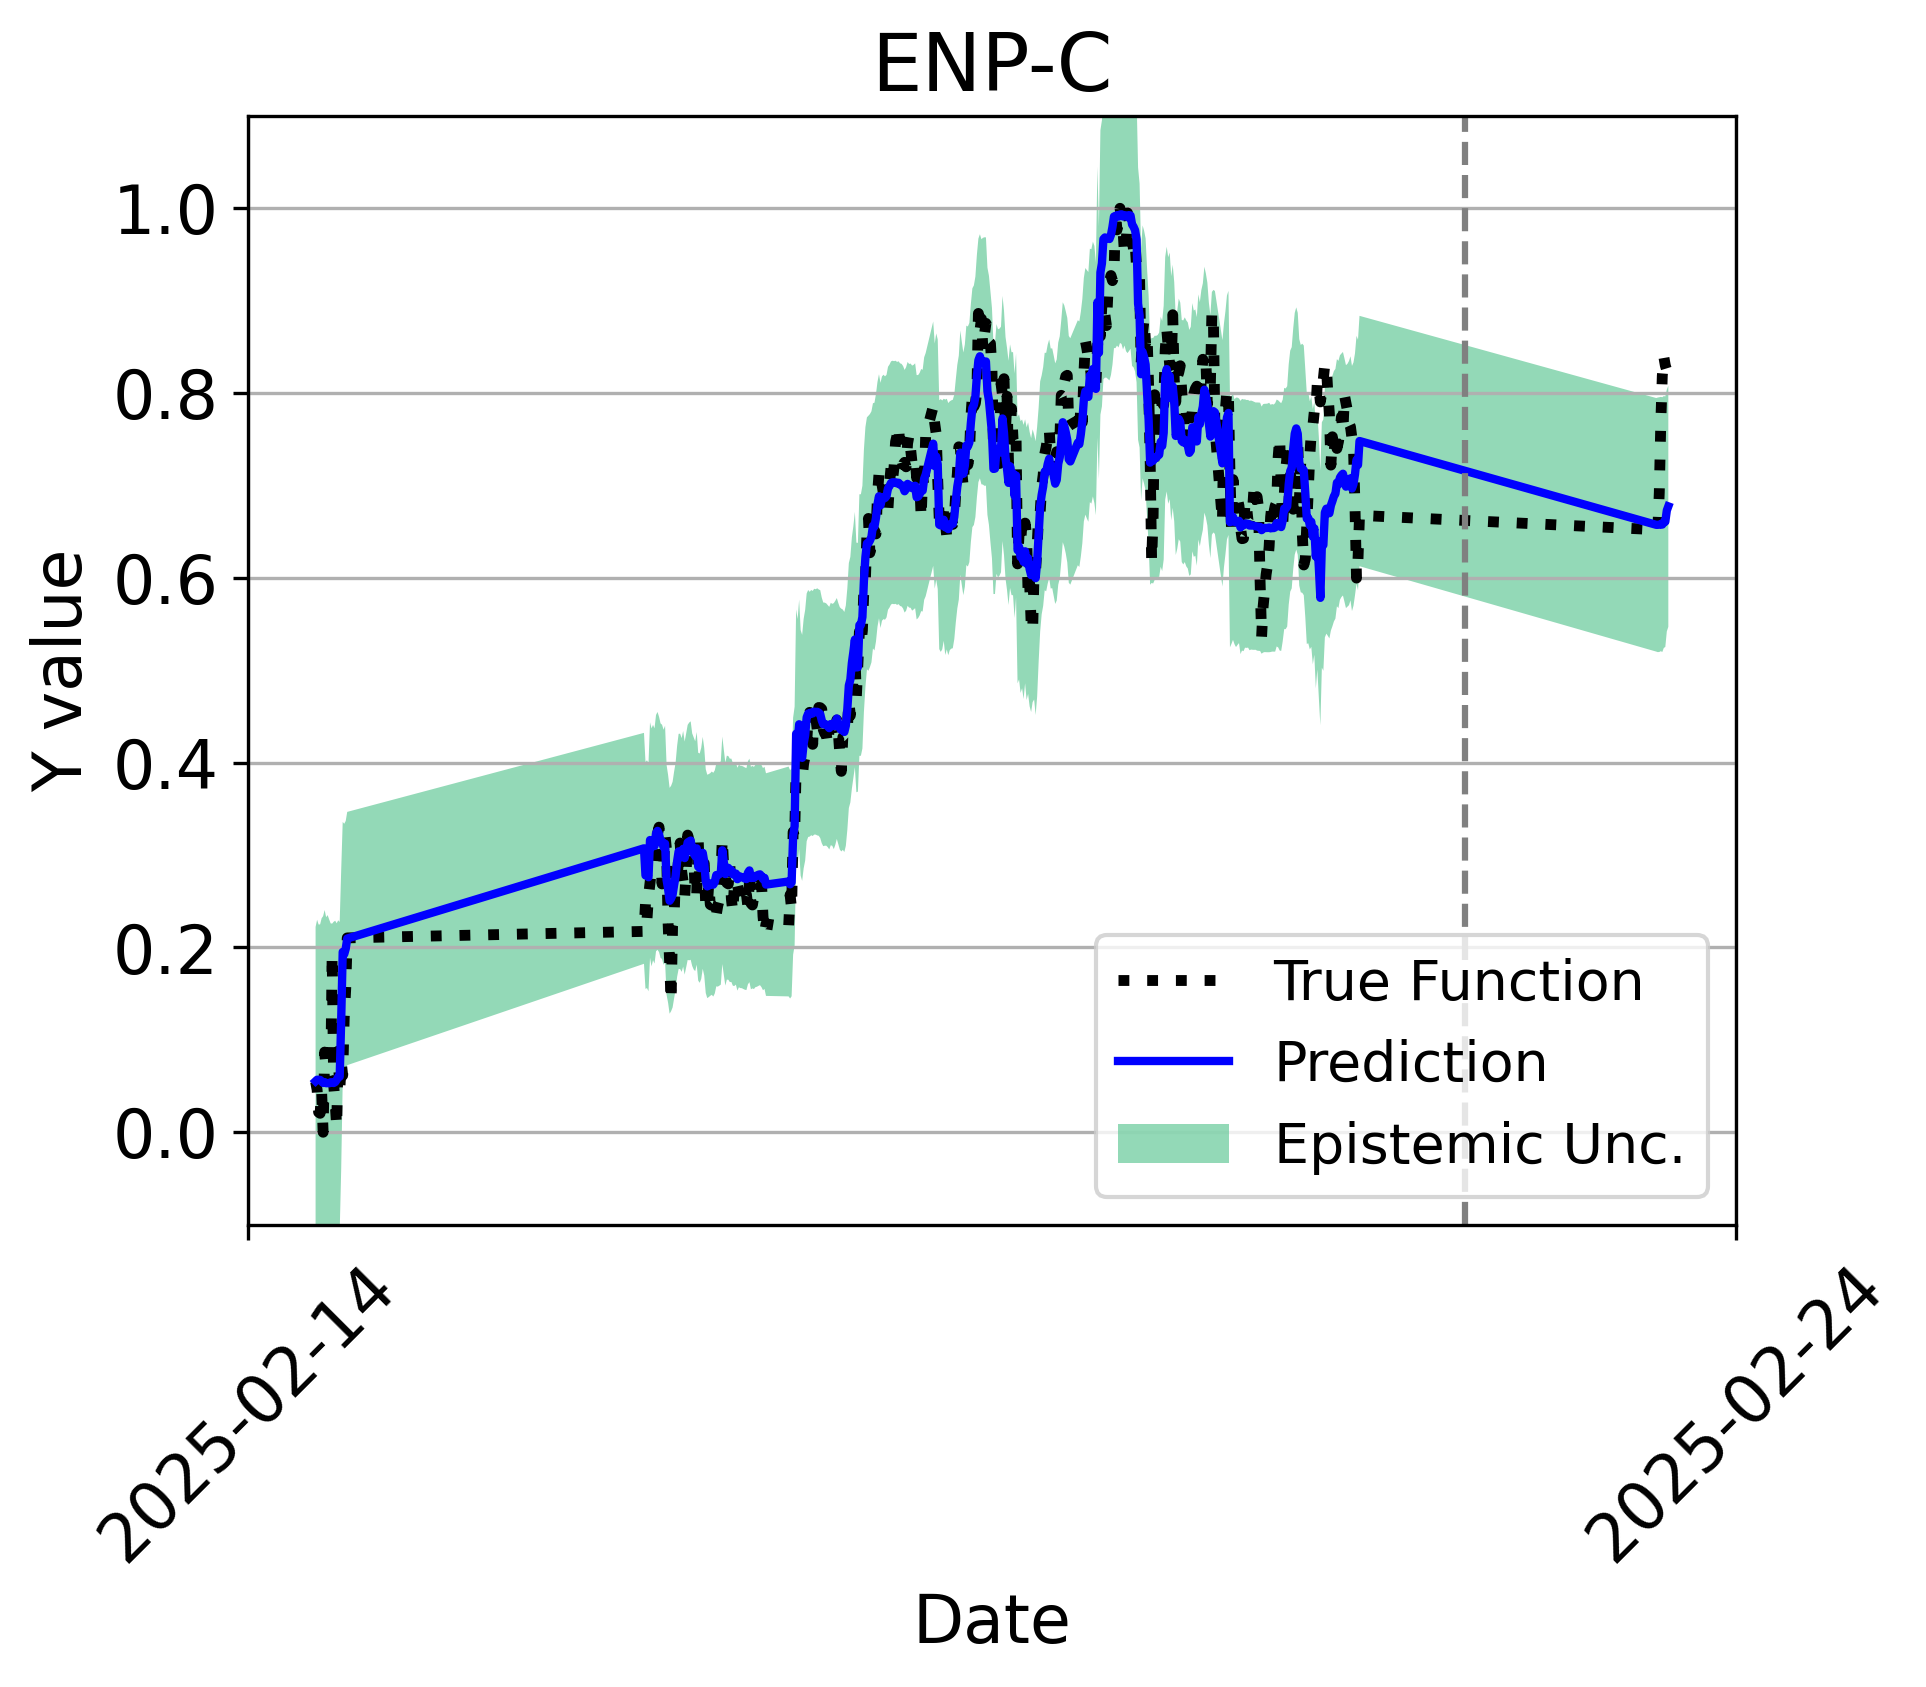 ENP-C
1.0
0.8
0.6
0.4
0.2
0.0
Y value
True Function
Prediction
Epistemic Unc.
2025-02-14
2025-02-24
Date